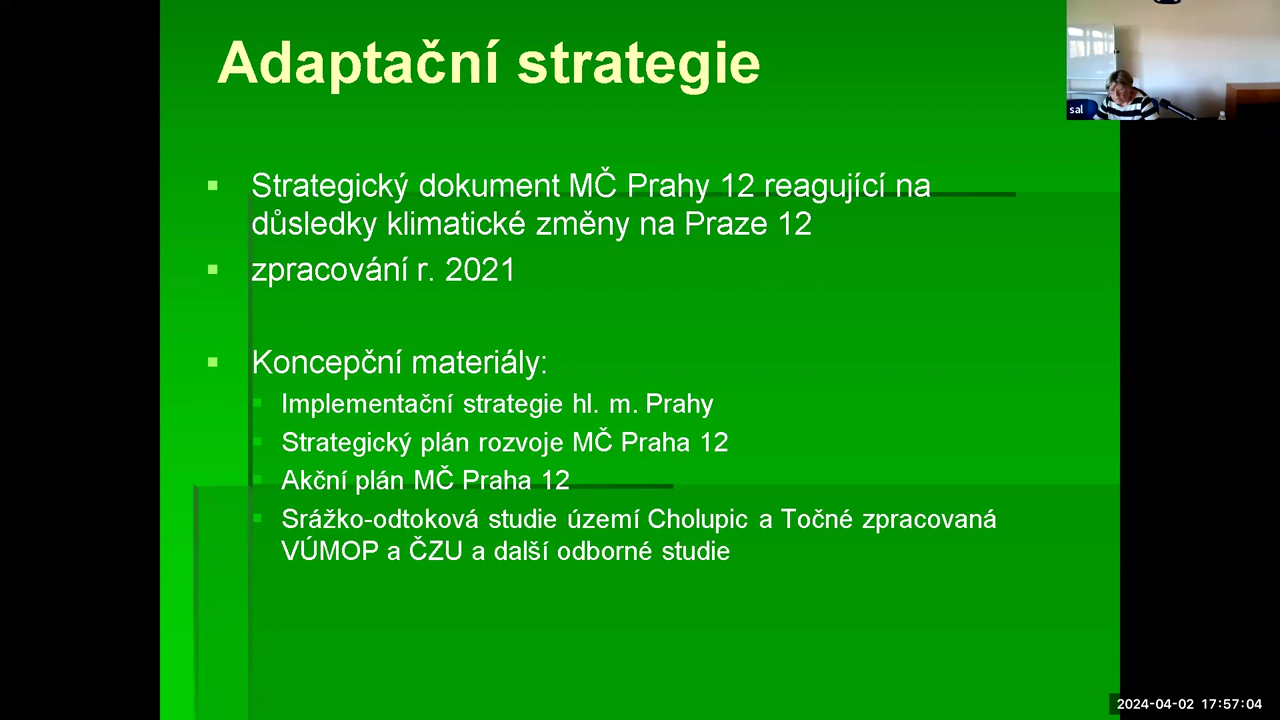 Adaptační strategie
sal
Strategický dokument MČ Prahy 12 reagující na
důsledky klimatické změny na Praze 12
zpracování r. 2021
Koncepční materiály:
Implementační strategie hl. m. Prahy
Strategický plán rozvoje MČ Praha 12
Akční plán MČ Praha 12
Srážko-odtoková studie území Cholupic a Točné zpracovaná
VÚMOP a ČZU a další odborné studie
2024-04-02 17:57:04